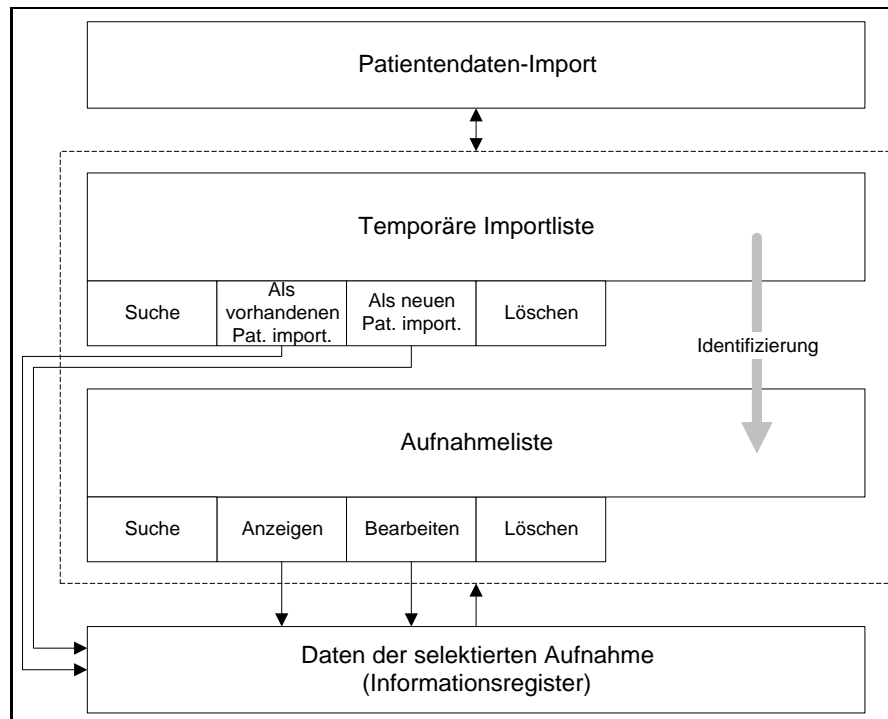 Patientendaten-Import
Temporäre Importliste
Suche
Als
vorhandenen
Pat. import.
Als neuen
Pat. import.
Löschen
Identifizierung
Aufnahmeliste
Suche
Anzeigen
Bearbeiten
Löschen
Daten der selektierten Aufnahme
(Informationsregister)